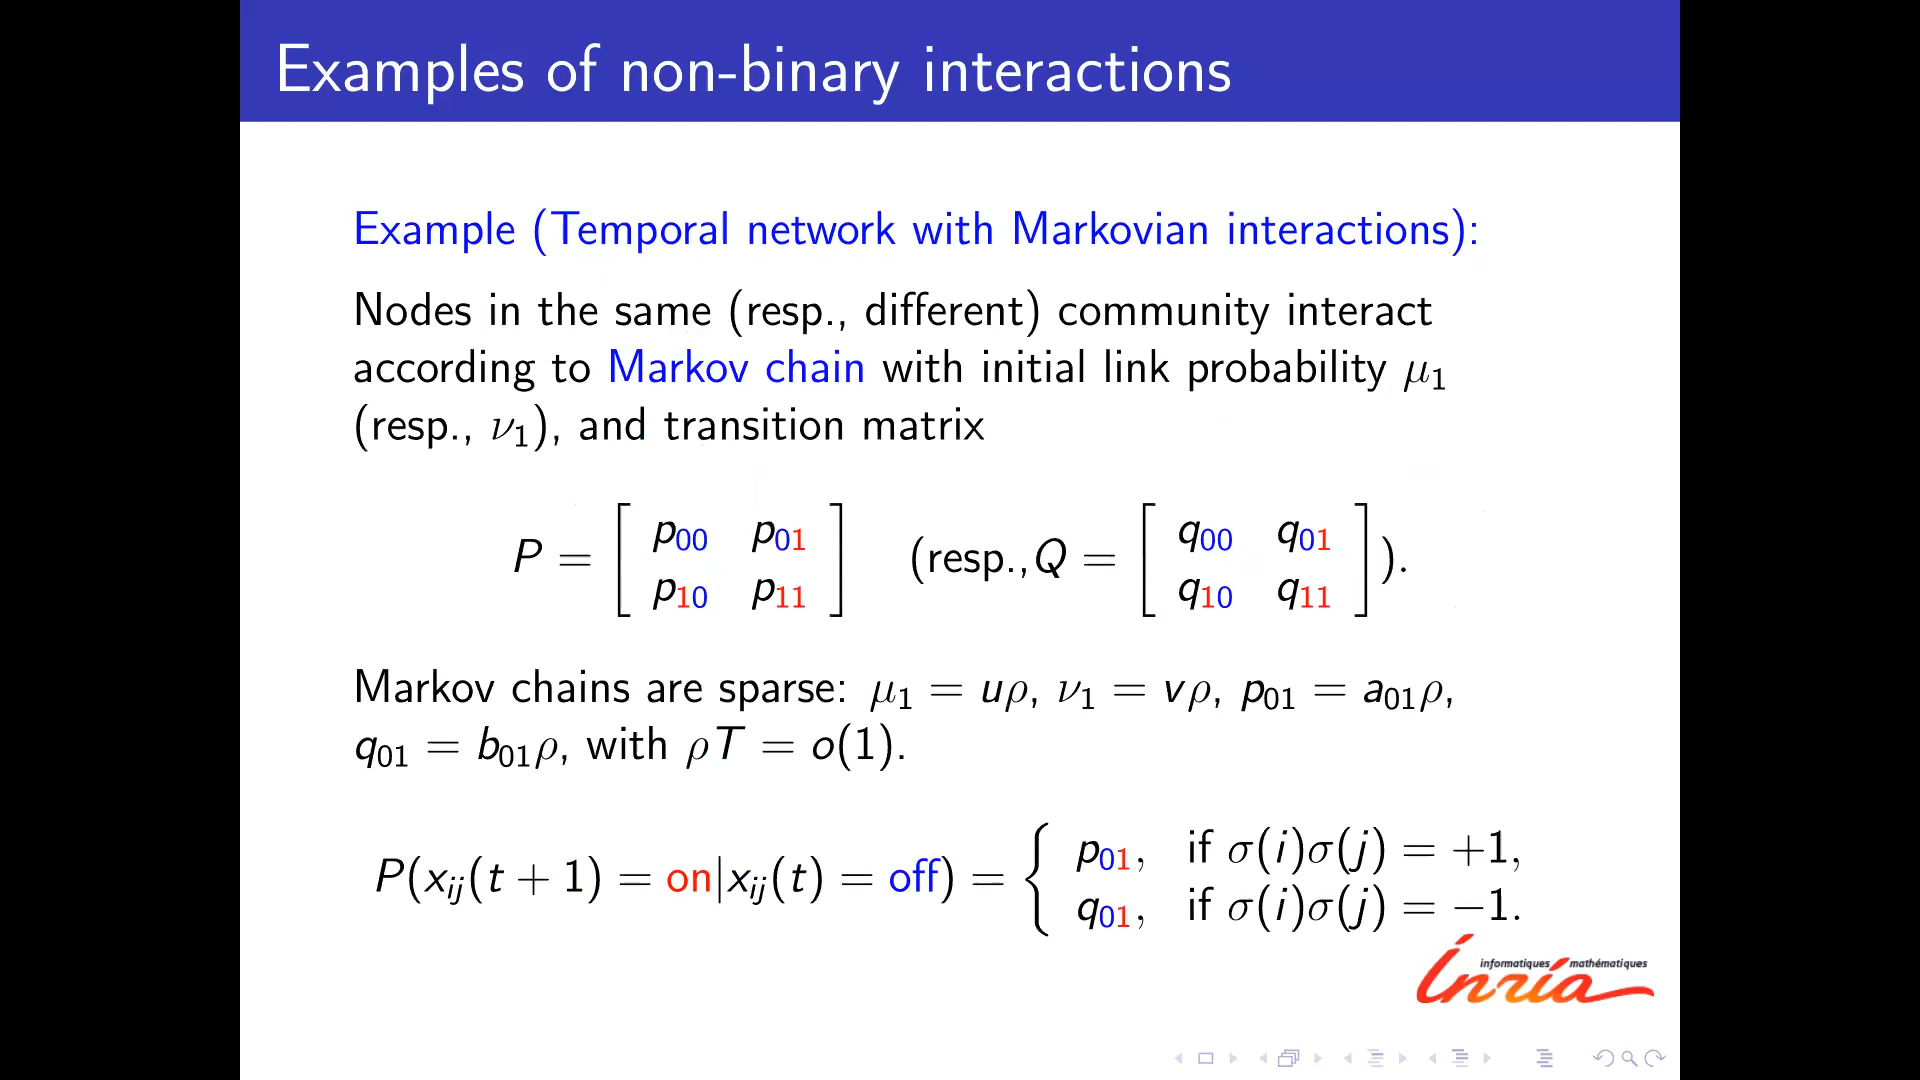 Examples of non-binary interactions
Example (Temporal network with Markovian interactions):
Nodes in the same (resp., different) community interact
according to Markov chain with initial link probability μ₁
(resp., ν₁), and transition matrix
P = [ p₀₀ p₀₁ ; p₁₀ p₁₁ ] (resp.,Q = [ q₀₀ q₀₁ ; q₁₀ q₁₁ ]).
Markov chains are sparse: μ₁ = uρ, ν₁ = vρ, p₀₁ = a₀₁ρ,
q₀₁ = b₀₁ρ, with ρT = o(1).
P(xᵢⱼ(t + 1) = on|xᵢⱼ(t) = off) = { p₀₁, if σ(i)σ(j) = +1,
q₀₁, if σ(i)σ(j) = −1.
informatiques mathématiques
Inria